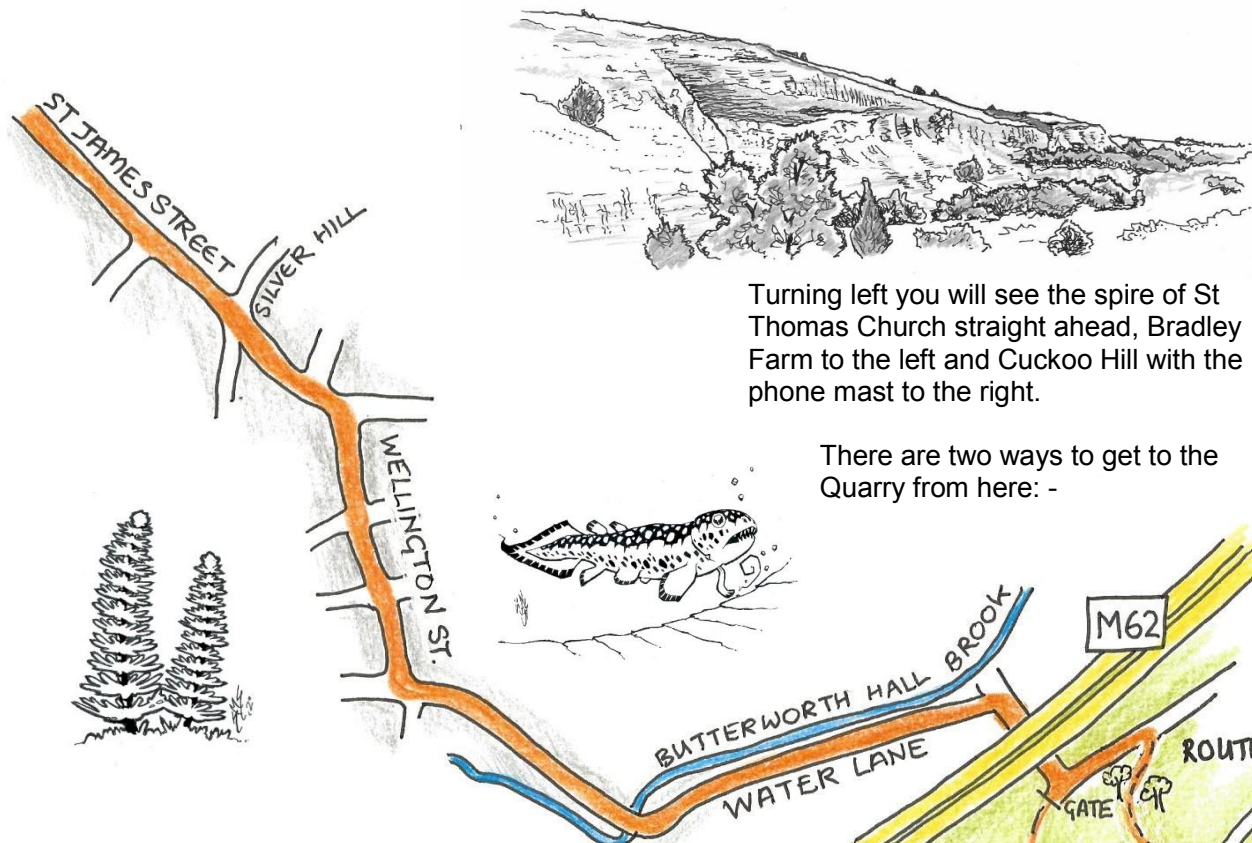 ST JAMES STREET
SILVER HILL
Turning left you will see the spire of St
Thomas Church straight ahead, Bradley
Farm to the left and Cuckoo Hill with the
phone mast to the right.
There are two ways to get to the
Quarry from here: -
WELLINGTON ST.
M62
BUTTERWORTH HALL BROOK
WATER LANE
GATE